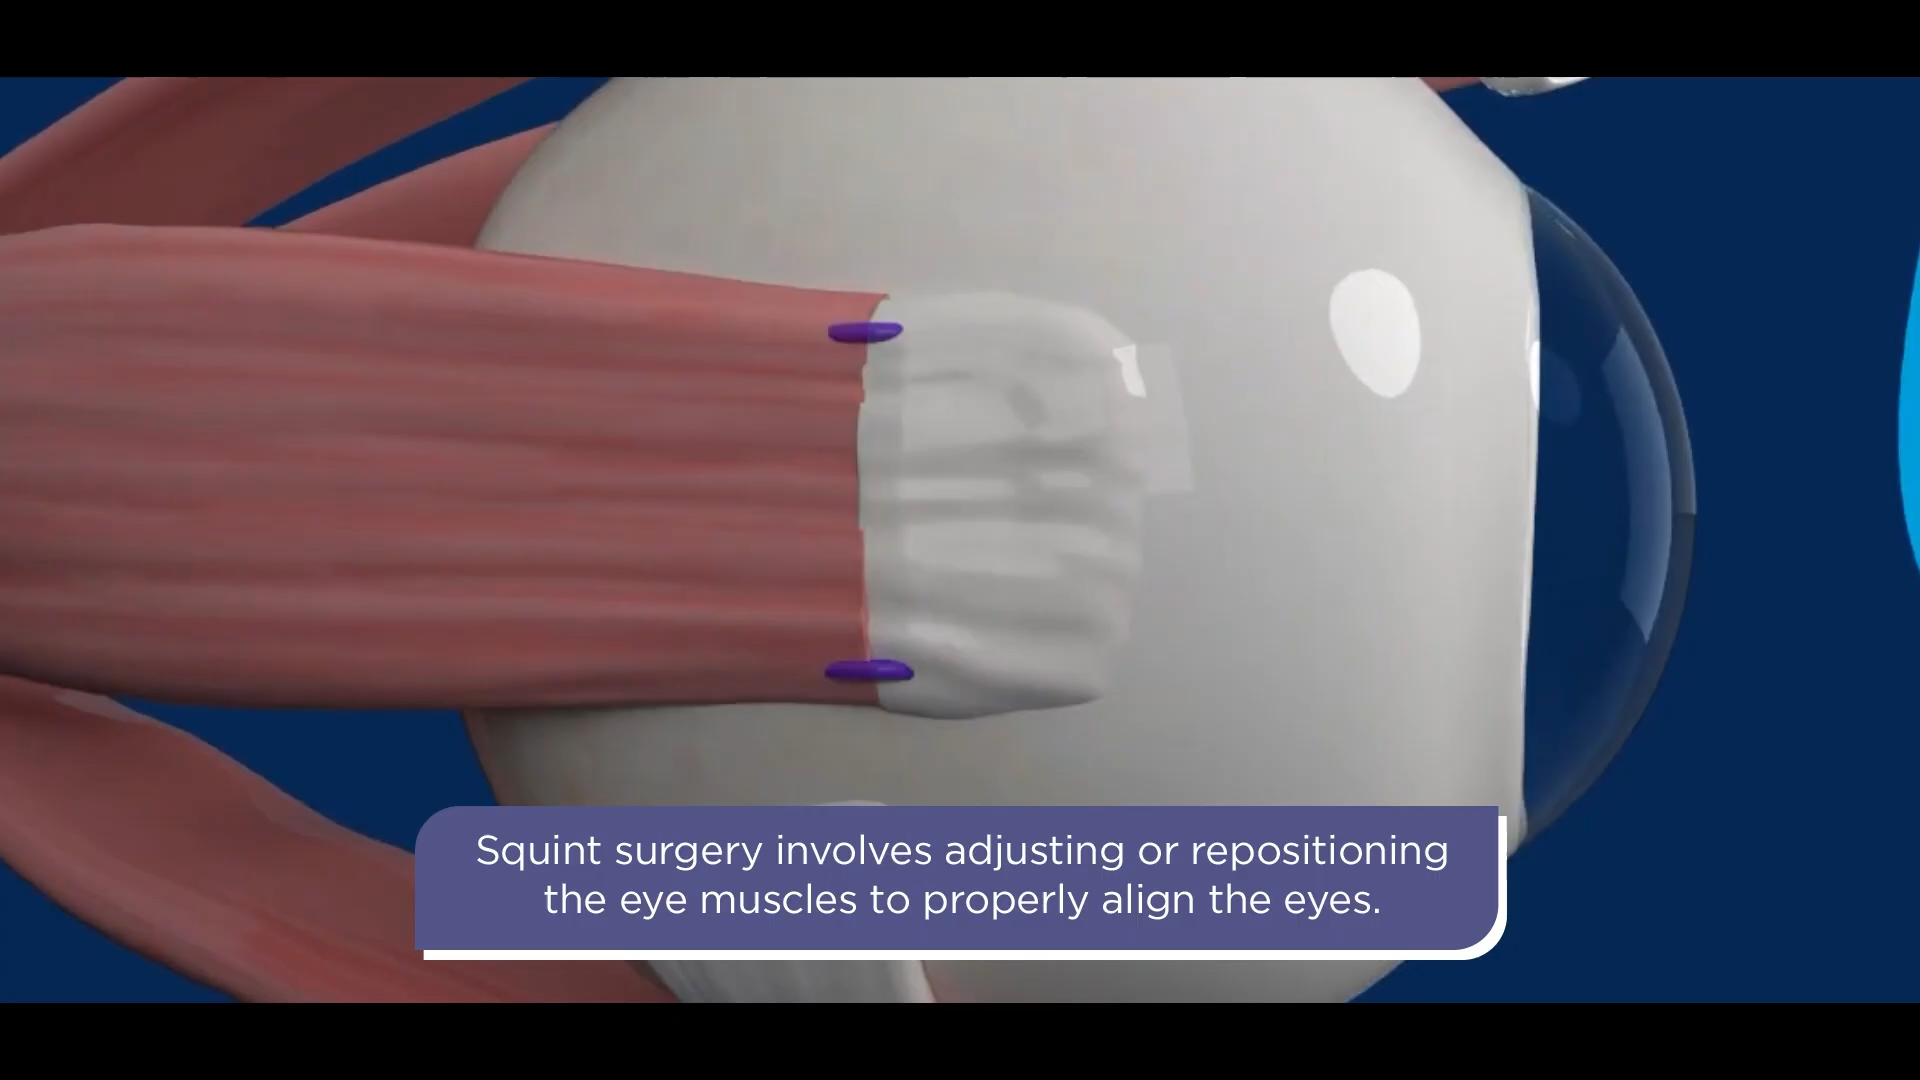 Squint surgery involves adjusting or repositioning
the eye muscles to properly align the eyes.